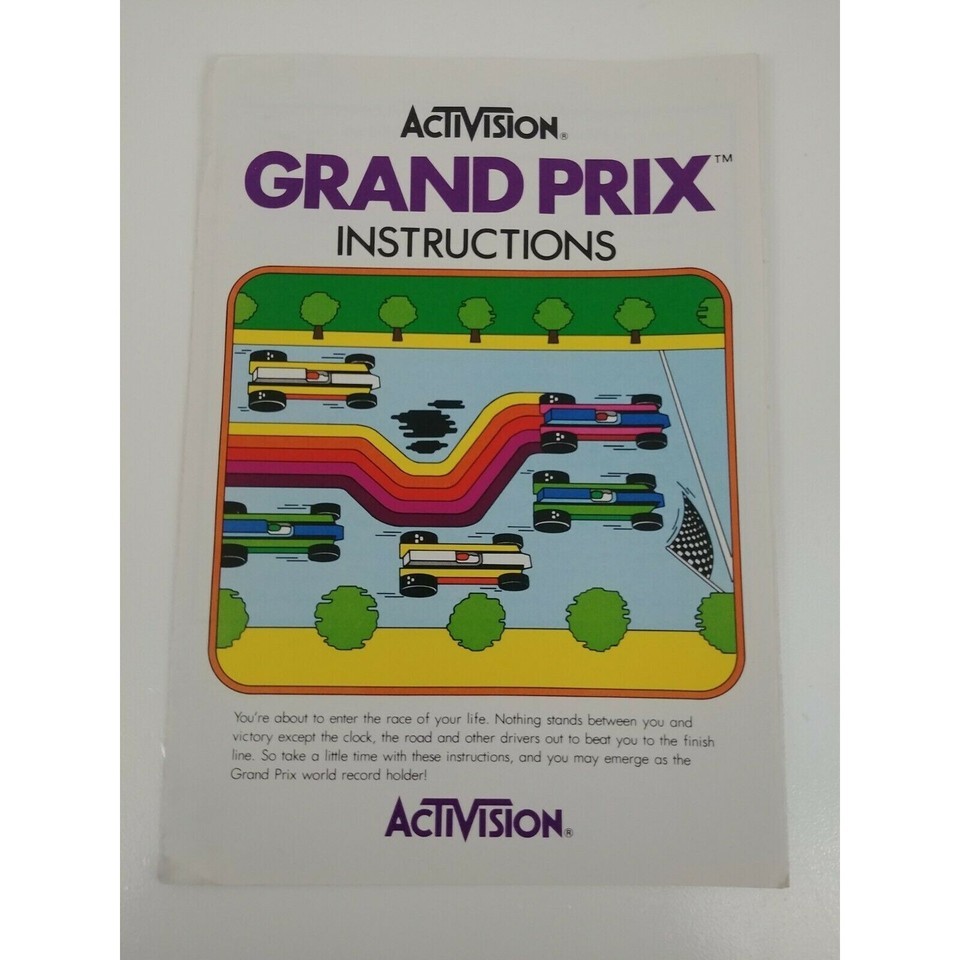 ACTIVISION®
GRAND PRIX™
INSTRUCTIONS
You're about to enter the race of your life. Nothing stands between you and
victory except the clock, the road and other drivers out to beat you to the finish
line. So take a little time with these instructions, and you may emerge as the
Grand Prix world record holder!
ACTIVISION®